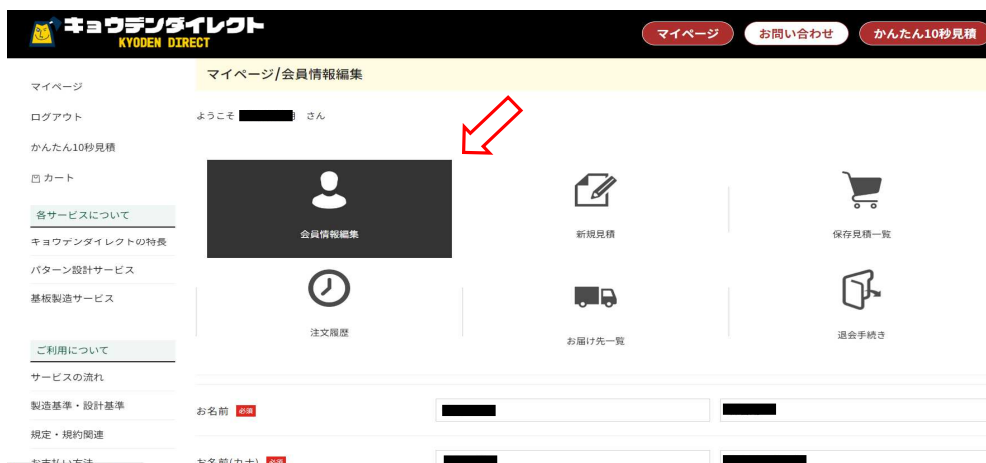 キョウデンダイレクト
KYODEN DIRECT
マイページ
お問い合わせ
かんたん10秒見積
マイページ
ログアウト
かんたん10秒見積
カート
各サービスについて
キョウデンダイレクトの特長
パターン設計サービス
基板製造サービス
ご利用について
サービスの流れ
製造基準・設計基準
規定・規約関連
お支払い方法
マイページ/会員情報編集
ようこそ さん
会員情報編集
新規見積
保存見積一覧
注文履歴
お届け先一覧
退会手続き
お名前 必須
お名前(カナ) 必須